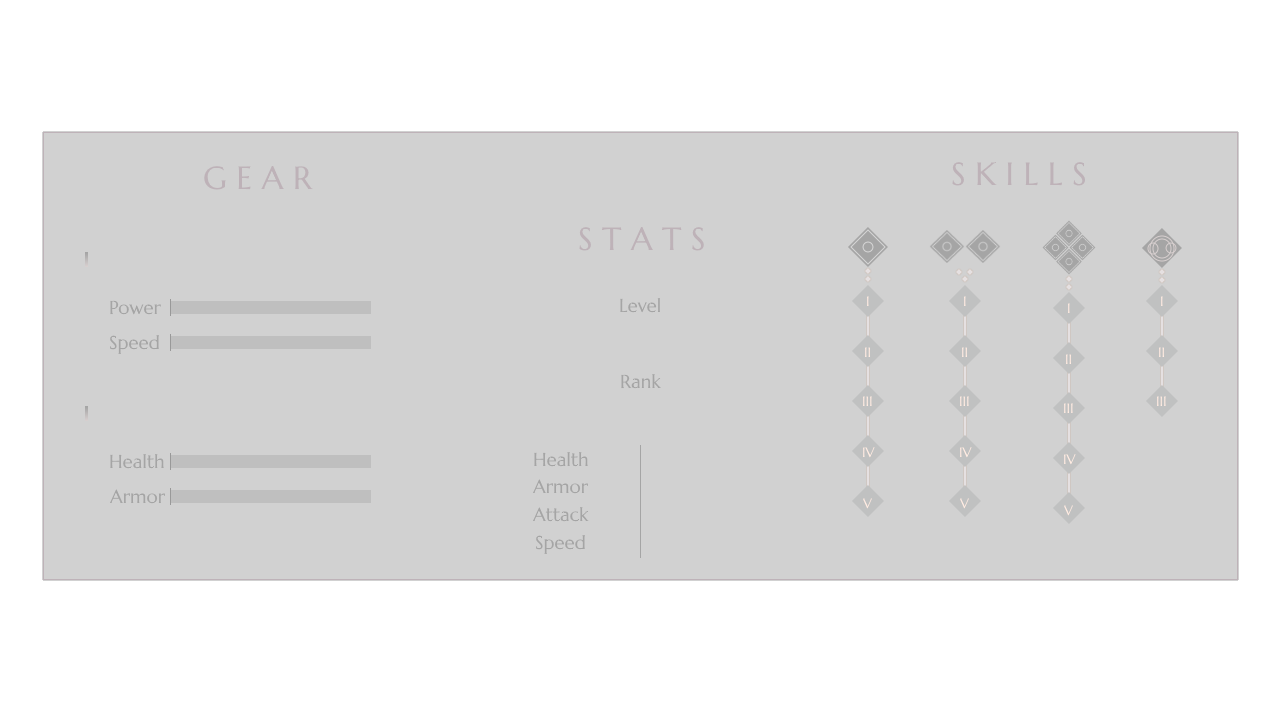 GEAR
Power
Speed
Health
Armor
STATS
Level
Rank
Health
Armor
Attack
Speed
SKILLS
I I I I
II II II II
III III III III
IV IV IV
V V V